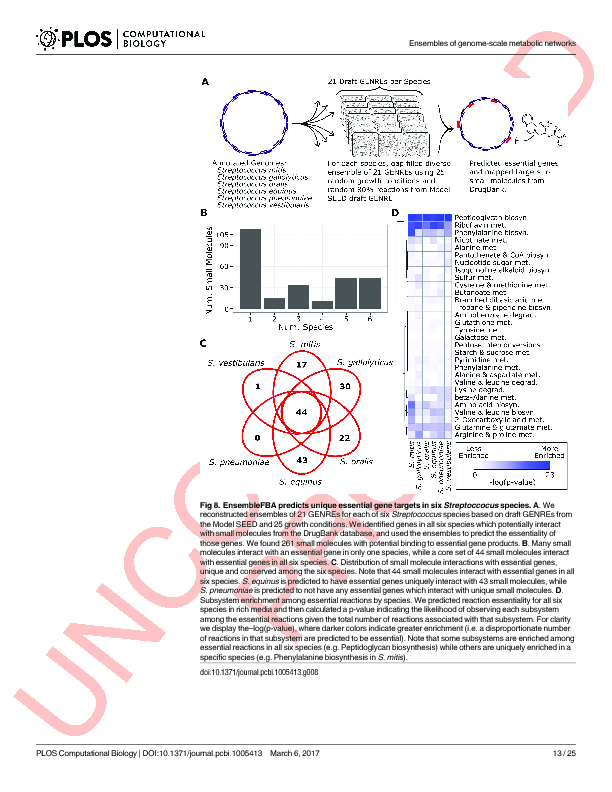 PLOS | COMPUTATIONAL BIOLOGY
Ensembles of genome-scale metabolic networks
A
21 Draft GENREs per Species
Annotated Genomes:
Streptococcus mitis
Streptococcus gallolyticus
Streptococcus oralis
Streptococcus equinus
Streptococcus pneumoniae
Streptococcus vestibularis
For each species, gap filled diverse
ensemble of 21 GENREs using 25
random growth conditions and
random 80% reactions from Model
SEED draft GENRE
Predicted essential genes
and mapped targets to
small molecules from
DrugBank.
B
Num. Small Molecules
105
90
60
30
0
1 2 3 4 5 6
Num. Species
C
S. mitis
S. vestibularis
S. gallolyticus
17
1
30
44
0
22
43
S. pneumoniae
S. oralis
S. equinus
D
Peptidoglycan biosyn.
Riboflavin met.
Phenylalanine biosyn.
Nicotinate met.
Alanine met.
Pantothenate & CoA biosyn.
Nucleotide sugar met.
Isoquinoline alkaloid biosyn.
Sulfur met.
Cysteine & methionine met.
Butanoate met.
Branched dibasic acid met.
Tropane & piperidine biosyn.
Aminobenzoate degrad.
Glutathione met.
Tyrosine met.
Galactose met.
Pentose interconversions
Starch & sucrose met.
Pyrimidine met.
Phenylalanine met.
Alanine & aspartate met.
Valine & leucine degrad.
Lysine degrad.
beta-Alanine met.
Amino acid biosyn.
Valine & leucine biosyn.
2-Oxocarboxylic acid met.
Glutamine & glutamate met.
Arginine & proline met.
S. mitis
S. gallolyticus
S. oralis
S. equinus
S. pneumoniae
S. vestibularis
Less Enriched
More Enriched
0
23
-log(p-value)
Fig 8. EnsembleFBA predicts unique essential gene targets in six Streptococcus species. A. We
reconstructed ensembles of 21 GENREs for each of six Streptococcus species based on draft GENREs from
the Model SEED and 25 growth conditions. We identified genes in all six species which potentially interact
with small molecules from the DrugBank database, and used the ensembles to predict the essentiality of
those genes. We found 261 small molecules with potential binding to essential gene products. B. Many small
molecules interact with an essential gene in only one species, while a core set of 44 small molecules interact
with essential genes in all six species. C. Distribution of small molecule interactions with essential genes,
unique and conserved among the six species. Note that 44 small molecules interact with essential genes in all
six species. S. equinus is predicted to have essential genes uniquely interact with 43 small molecules, while
S. pneumoniae is predicted to not have any essential genes which interact with unique small molecules. D.
Subsystem enrichment among essential reactions by species. We predicted reaction essentiality for all six
species in rich media and then calculated a p-value indicating the likelihood of observing each subsystem
among the essential reactions given the total number of reactions associated with that subsystem. For clarity
we display the–log(p-value), where darker colors indicate greater enrichment (i.e. a disproportionate number
of reactions in that subsystem are predicted to be essential). Note that some subsystems are enriched among
essential reactions in all six species (e.g. Peptidoglycan biosynthesis) while others are uniquely enriched in a
specific species (e.g. Phenylalanine biosynthesis in S. mitis).
doi:10.1371/journal.pcbi.1005413.g008
PLOS Computational Biology | DOI:10.1371/journal.pcbi.1005413 March 6, 2017
13 / 25